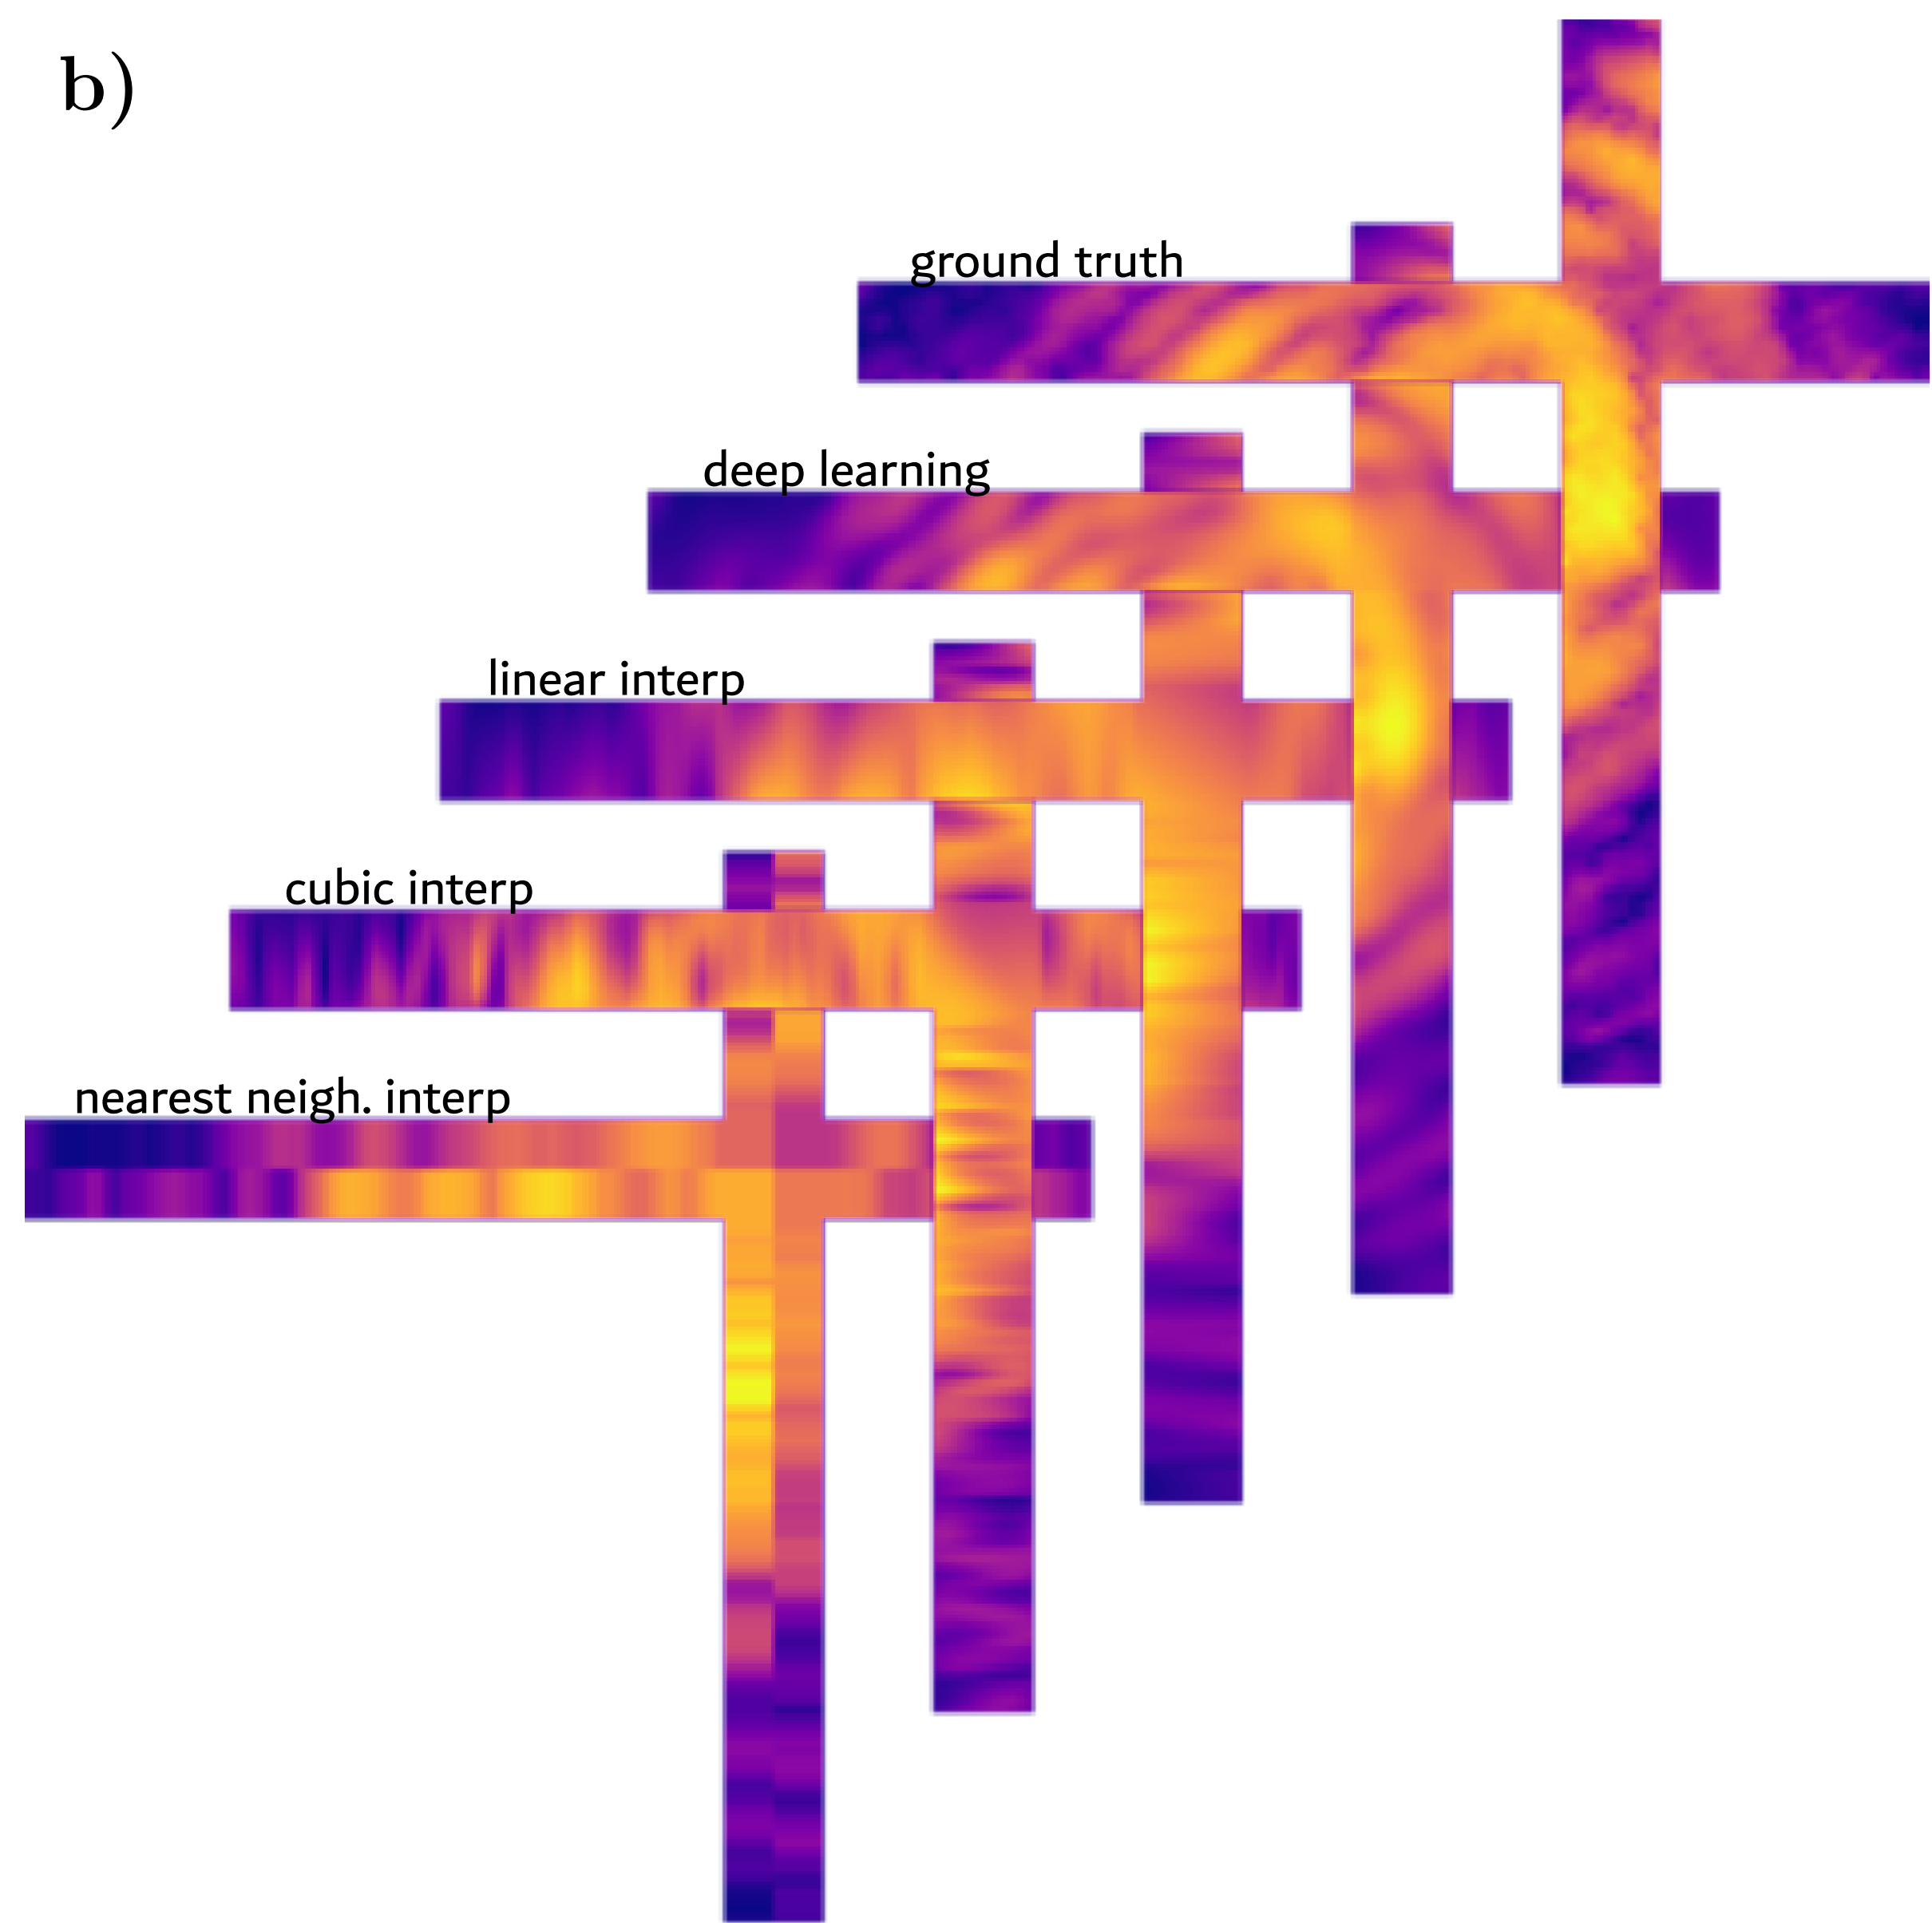 b)
ground truth
deep learning
linear interp
cubic interp
nearest neigh. interp